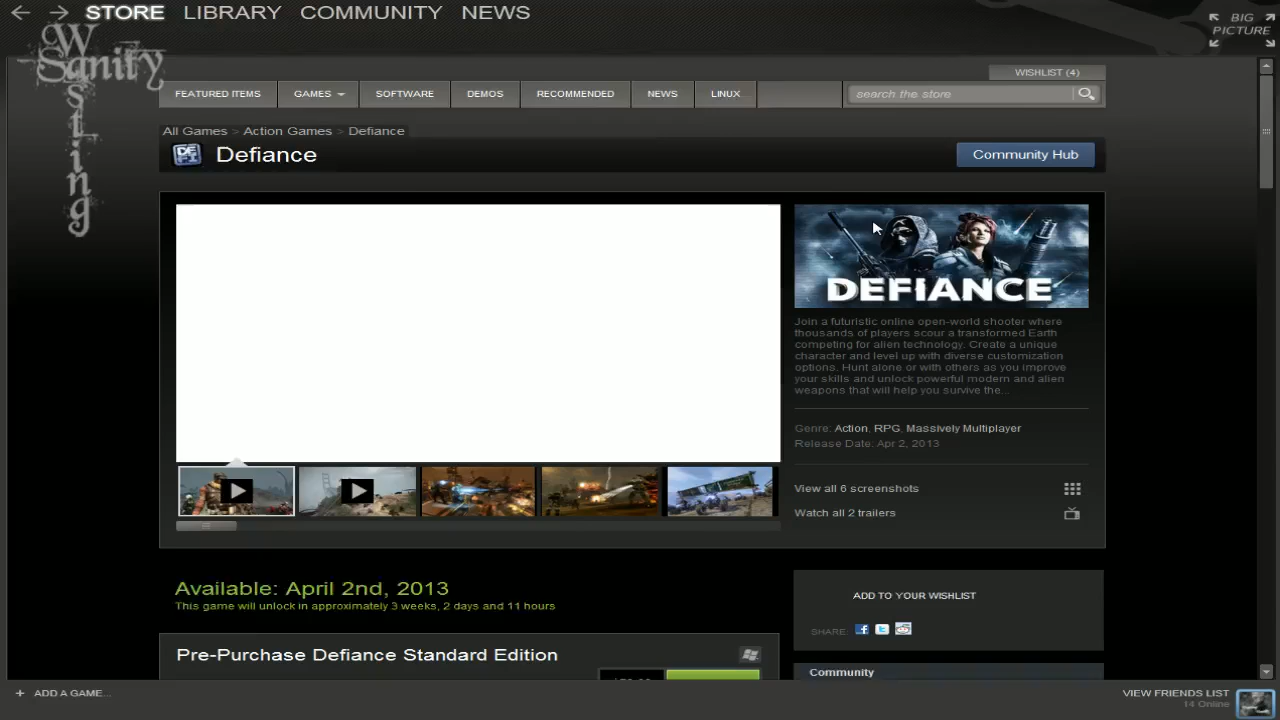 STORE LIBRARY COMMUNITY NEWS
BIG PICTURE
Wasting Sanity
WISHLIST (4)
FEATURED ITEMS GAMES SOFTWARE DEMOS RECOMMENDED NEWS LINUX search the store
All Games > Action Games > Defiance
Defiance Community Hub
DEFIANCE
Join a futuristic online open-world shooter where
thousands of players scour a transformed Earth
competing for alien technology. Create a unique
character and level up with diverse customization
options. Hunt alone or with others as you improve
your skills and unlock powerful modern and alien
weapons that will help you survive the...
Genre: Action, RPG, Massively Multiplayer
Release Date: Apr 2, 2013
View all 6 screenshots
Watch all 2 trailers
Available: April 2nd, 2013
This game will unlock in approximately 3 weeks, 2 days and 11 hours
ADD TO YOUR WISHLIST
SHARE:
Pre-Purchase Defiance Standard Edition
Community
+ ADD A GAME...
VIEW FRIENDS LIST
14 Online